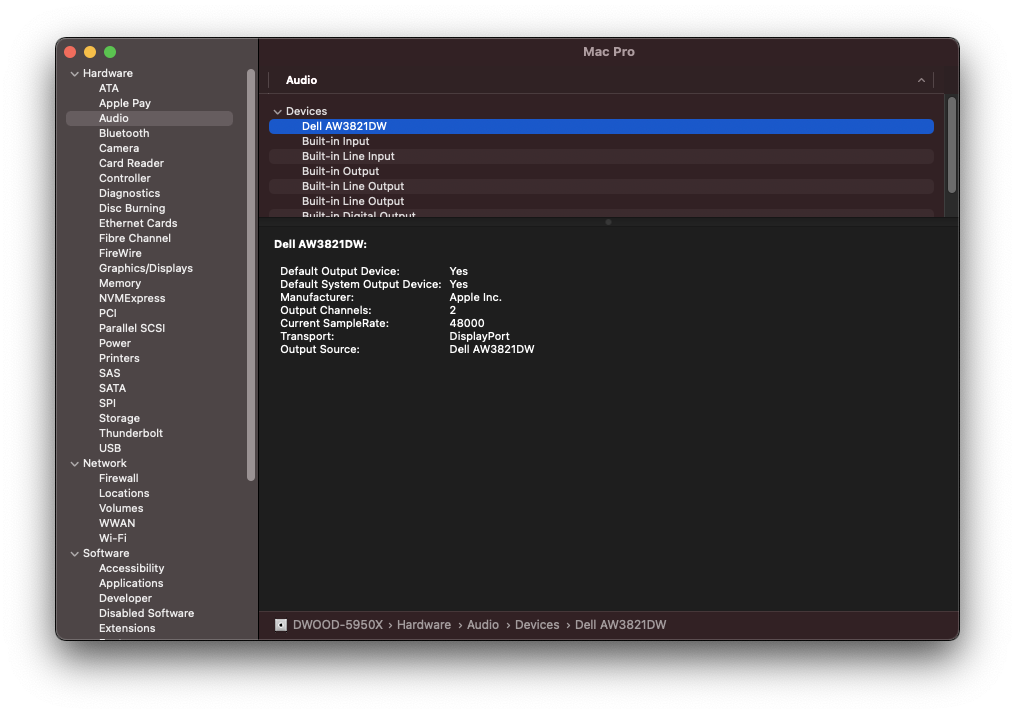 Mac Pro
Hardware
ATA
Apple Pay
Audio
Bluetooth
Camera
Card Reader
Controller
Diagnostics
Disc Burning
Ethernet Cards
Fibre Channel
FireWire
Graphics/Displays
Memory
NVMExpress
PCI
Parallel SCSI
Power
Printers
SAS
SATA
SPI
Storage
Thunderbolt
USB
Network
Firewall
Locations
Volumes
WWAN
Wi-Fi
Software
Accessibility
Applications
Developer
Disabled Software
Extensions
Audio
Devices
Dell AW3821DW
Built-in Input
Built-in Line Input
Built-in Output
Built-in Line Output
Built-in Line Output
Built-in Digital Output
Dell AW3821DW:
Default Output Device: Yes
Default System Output Device: Yes
Manufacturer: Apple Inc.
Output Channels: 2
Current SampleRate: 48000
Transport: DisplayPort
Output Source: Dell AW3821DW
DWOOD-5950X › Hardware › Audio › Devices › Dell AW3821DW